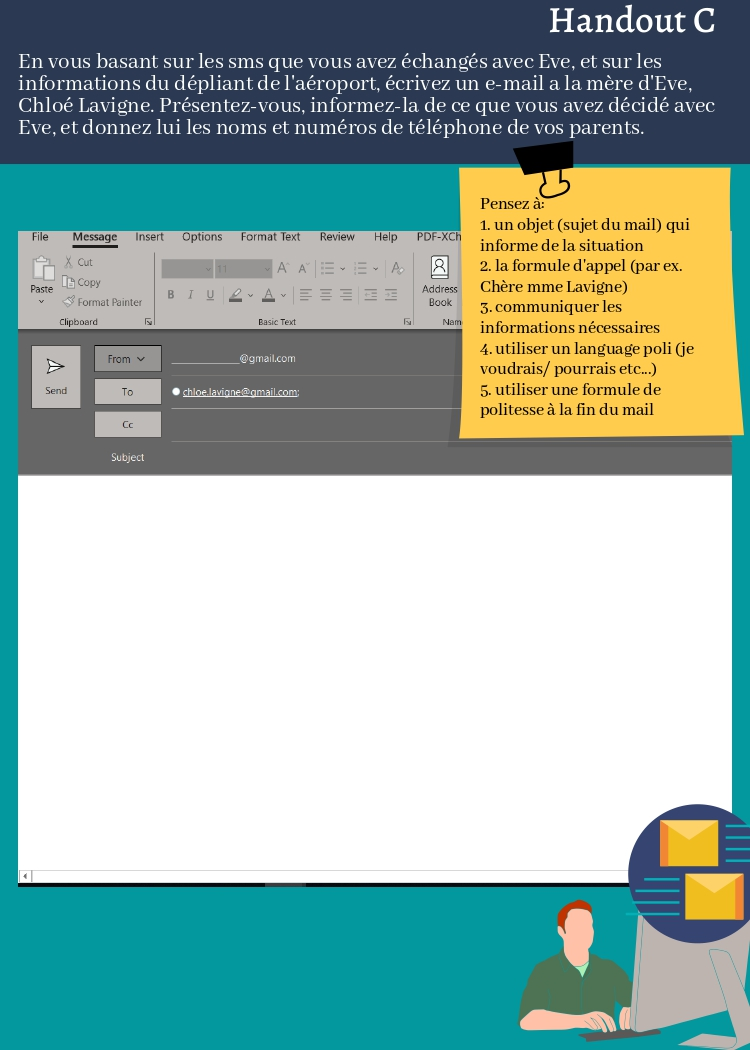 Handout C
En vous basant sur les sms que vous avez échangés avec Eve, et sur les
informations du dépliant de l'aéroport, écrivez un e-mail a la mère d'Eve,
Chloé Lavigne. Présentez-vous, informez-la de ce que vous avez décidé avec
Eve, et donnez lui les noms et numéros de téléphone de vos parents.
Pensez à:
1. un objet (sujet du mail) qui
informe de la situation
2. la formule d'appel (par ex.
Chère mme Lavigne)
3. communiquer les
informations nécessaires
4. utiliser un language poli (je
voudrais/ pourrais etc...)
5. utiliser une formule de
politesse à la fin du mail
File Message Insert Options Format Text Review Help PDF-XCh
Cut
Copy
Format Painter
Paste
Clipboard
11
A A
B I U A
Basic Text
Address
Book
Nam
Send
From ____________@gmail.com
To chloe.lavigne@gmail.com;
Cc
Subject